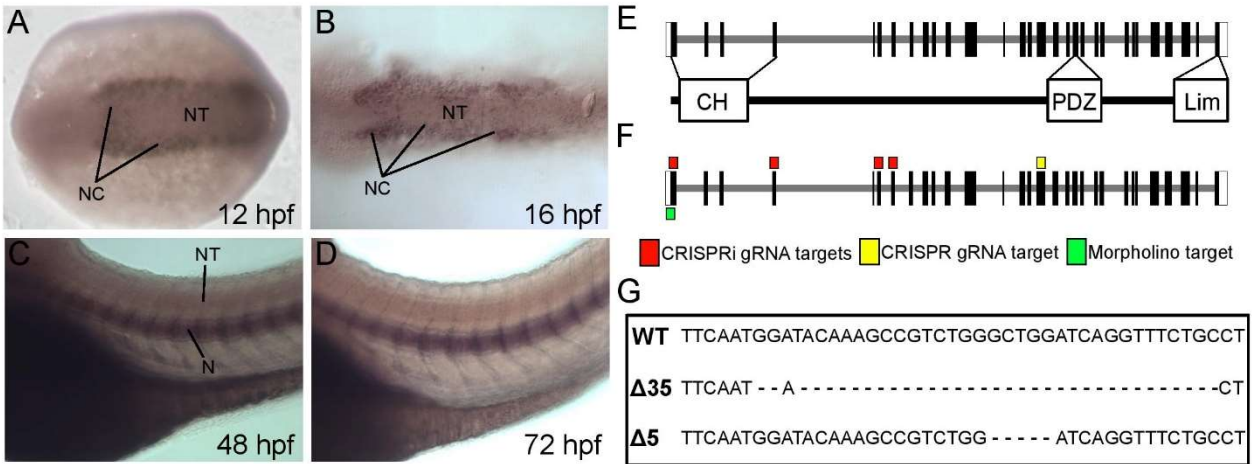 A
NT
NC
12 hpf
B
NT
NC
16 hpf
C
NT
N
48 hpf
D
72 hpf
E
CH
PDZ
Lim
F
CRISPRi gRNA targets
CRISPR gRNA target
Morpholino target
G
WT TTCAATGGATACAAAGCCGTCTGGGCTGGATCAGGTTTCTGCCT
Δ35 TTCAAT - - A - - - - - - - - - - - - - - - - - - - - - - - - - - - - - - - - - CT
Δ5 TTCAATGGATACAAAGCCGTCTGG - - - - - ATCAGGTTTCTGCCT